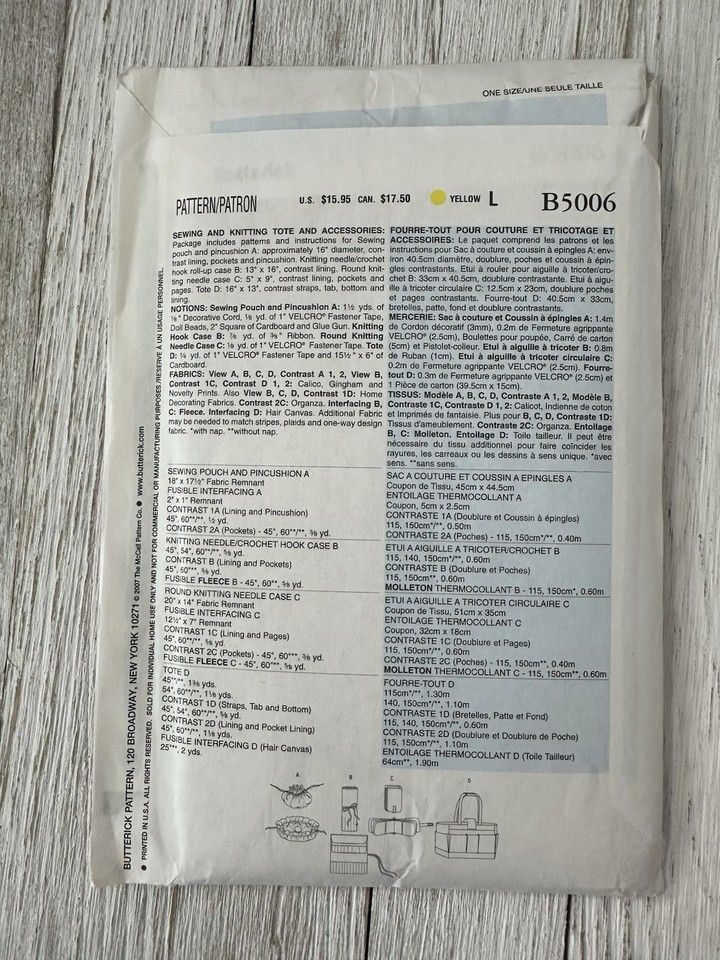 ONE SIZE/UNE SEULE TAILLE
PATTERN/PATRON
U.S. $15.95 CAN. $17.50
YELLOW L
B5006
SEWING AND KNITTING TOTE AND ACCESSORIES:
Package includes patterns and instructions for Sewing
pouch and pincushion A: approximately 16" diameter, con-
trast lining, pockets and pincushion. Knitting needle/crochet
hook roll-up case B: 13" x 16", contrast lining. Round knit-
ting needle case C: 5" x 9", contrast lining, pockets and
pages. Tote D: 16" x 13", contrast straps, tab, bottom and
lining.
NOTIONS: Sewing Pouch and Pincushion A: 1½ yds. of
⅛" Decorative Cord, ⅛ yd. of 1" VELCRO® Fastener Tape,
Doll Beads, 2" Square of Cardboard and Glue Gun. Knitting
Hook Case B: ⅞ yd. of ⅜" Ribbon. Round Knitting
Needle Case C: ⅛ yd. of 1" VELCRO® Fastener Tape. Tote
D: ¼ yd. of 1" VELCRO® Fastener Tape and 15½" x 6" of
Cardboard.
FABRICS: View A, B, C, D, Contrast A 1, 2, View B,
Contrast 1C, Contrast D 1, 2: Calico, Gingham and
Novelty Prints. Also View B, C, D, Contrast 1D: Home
Decorating Fabrics. Contrast 2C: Organza. Interfacing B,
C: Fleece. Interfacing D: Hair Canvas. Additional Fabric
may be needed to match stripes, plaids and one-way design
fabric. *with nap. **without nap.
SEWING POUCH AND PINCUSHION A
18" x 17½" Fabric Remnant
FUSIBLE INTERFACING A
2" x 1" Remnant
CONTRAST 1A (Lining and Pincushion)
45", 60"*/**, ½ yd.
CONTRAST 2A (Pockets) - 45", 60"*/**, ⅜ yd.
KNITTING NEEDLE/CROCHET HOOK CASE B
45", 54", 60"*/**, ⅝ yd.
CONTRAST B (Lining and Pockets)
45", 60"**, ⅝ yd.
FUSIBLE FLEECE B - 45", 60"**, ⅝ yd.
ROUND KNITTING NEEDLE CASE C
20" x 14" Fabric Remnant
FUSIBLE INTERFACING C
12½" x 7" Remnant
CONTRAST 1C (Lining and Pages)
45", 60"*/**, ⅝ yd.
CONTRAST 2C (Pockets) - 45", 60"**, ⅜ yd.
FUSIBLE FLEECE C - 45", 60"**, ⅝ yd.
TOTE D
45"*/**, 1⅜ yds.
54", 60"*/**, 1⅛ yds.
CONTRAST 1D (Straps, Tab and Bottom)
45", 54", 60"*/**, ⅝ yd.
CONTRAST 2D (Lining and Pocket Lining)
45", 60"*/**, 1⅛ yds.
FUSIBLE INTERFACING D (Hair Canvas)
25"**, 2 yds.
FOURRE-TOUT POUR COUTURE ET TRICOTAGE ET
ACCESSOIRES: Le paquet comprend les patrons et les
instructions pour Sac à couture et coussin à épingles A: env-
iron 40.5cm diamètre, doublure, poches et coussin à épin-
gles contrastants. Etui à rouler pour aiguille à tricoter/cro-
chet B: 33cm x 40.5cm, doublure contrastante. Etui à aigu-
ille à tricoter circulaire C: 12.5cm x 23cm, doublure poches
et pages contrastants. Fourre-tout D: 40.5cm x 33cm,
bretelles, patte, fond et doublure contrastants.
MERCERIE: Sac à couture et Coussin à épingles A: 1.4m
de Cordon décoratif (3mm), 0.2m de Fermeture agrippante
VELCRO® (2.5cm), Boulettes pour poupée, Carré de carton
(5cm) et Pistolet-colleur. Etui à aiguille à tricoter B: 0.8m
de Ruban (1cm). Etui à aiguille à tricoter circulaire C:
0.2m de Fermeture agrippante VELCRO® (2.5cm). Fourre-
tout D: 0.3m de Fermeture agrippante VELCRO® (2.5cm) et
1 Pièce de carton (39.5cm x 15cm).
TISSUS: Modèle A, B, C, D, Contraste A 1, 2, Modèle B,
Contraste 1C, Contraste D 1, 2: Calicot, Indienne de coton
et Imprimés de fantaisie. Plus pour B, C, D, Contraste 1D:
Tissus d'ameublement. Contraste 2C: Organza. Entoilage
B, C: Molleton. Entoilage D: Toile tailleur. Il peut être
nécessaire du tissu additionnel pour faire coïncider les
rayures, les carreaux ou les dessins à sens unique. *avec
sens. **sans sens.
SAC A COUTURE ET COUSSIN A EPINGLES A
Coupon de Tissu, 45cm x 44.5cm
ENTOILAGE THERMOCOLLANT A
Coupon, 5cm x 2.5cm
CONTRASTE 1A (Doublure et Coussin à épingles)
115, 150cm*/**, 0.50m
CONTRASTE 2A (Poches) - 115, 150cm*/**, 0.40m
ETUI A AIGUILLE A TRICOTER/CROCHET B
115, 140, 150cm*/**, 0.60m
CONTRASTE B (Doublure et Poches)
115, 150cm**, 0.60m
MOLLETON THERMOCOLLANT B - 115, 150cm*, 0.60m
ETUI A AIGUILLE A TRICOTER CIRCULAIRE C
Coupon de Tissu, 51cm x 35cm
ENTOILAGE THERMOCOLLANT C
Coupon, 32cm x 18cm
CONTRASTE 1C (Doublure et Pages)
115, 150cm*/**, 0.60m
CONTRASTE 2C (Poches) - 115, 150cm**, 0.40m
MOLLETON THERMOCOLLANT C - 115, 150cm**, 0.60m
FOURRE-TOUT D
115cm*/**, 1.30m
140, 150cm*/**, 1.10m
CONTRASTE 1D (Bretelles, Patte et Fond)
115, 140, 150cm*/**, 0.60m
CONTRASTE 2D (Doublure et Doublure de Poche)
115, 150cm*/**, 1.10m
ENTOILAGE THERMOCOLLANT D (Toile Tailleur)
64cm**, 1.90m
A
B
C
D
BUTTERICK PATTERN, 120 BROADWAY, NEW YORK 10271 © 2007 The McCall Pattern Co. ● www.butterick.com
● PRINTED IN U.S.A. ALL RIGHTS RESERVED. SOLD FOR INDIVIDUAL HOME USE ONLY AND NOT FOR COMMERCIAL OR MANUFACTURING PURPOSES./RESERVÉ À UN USAGE PERSONNEL.